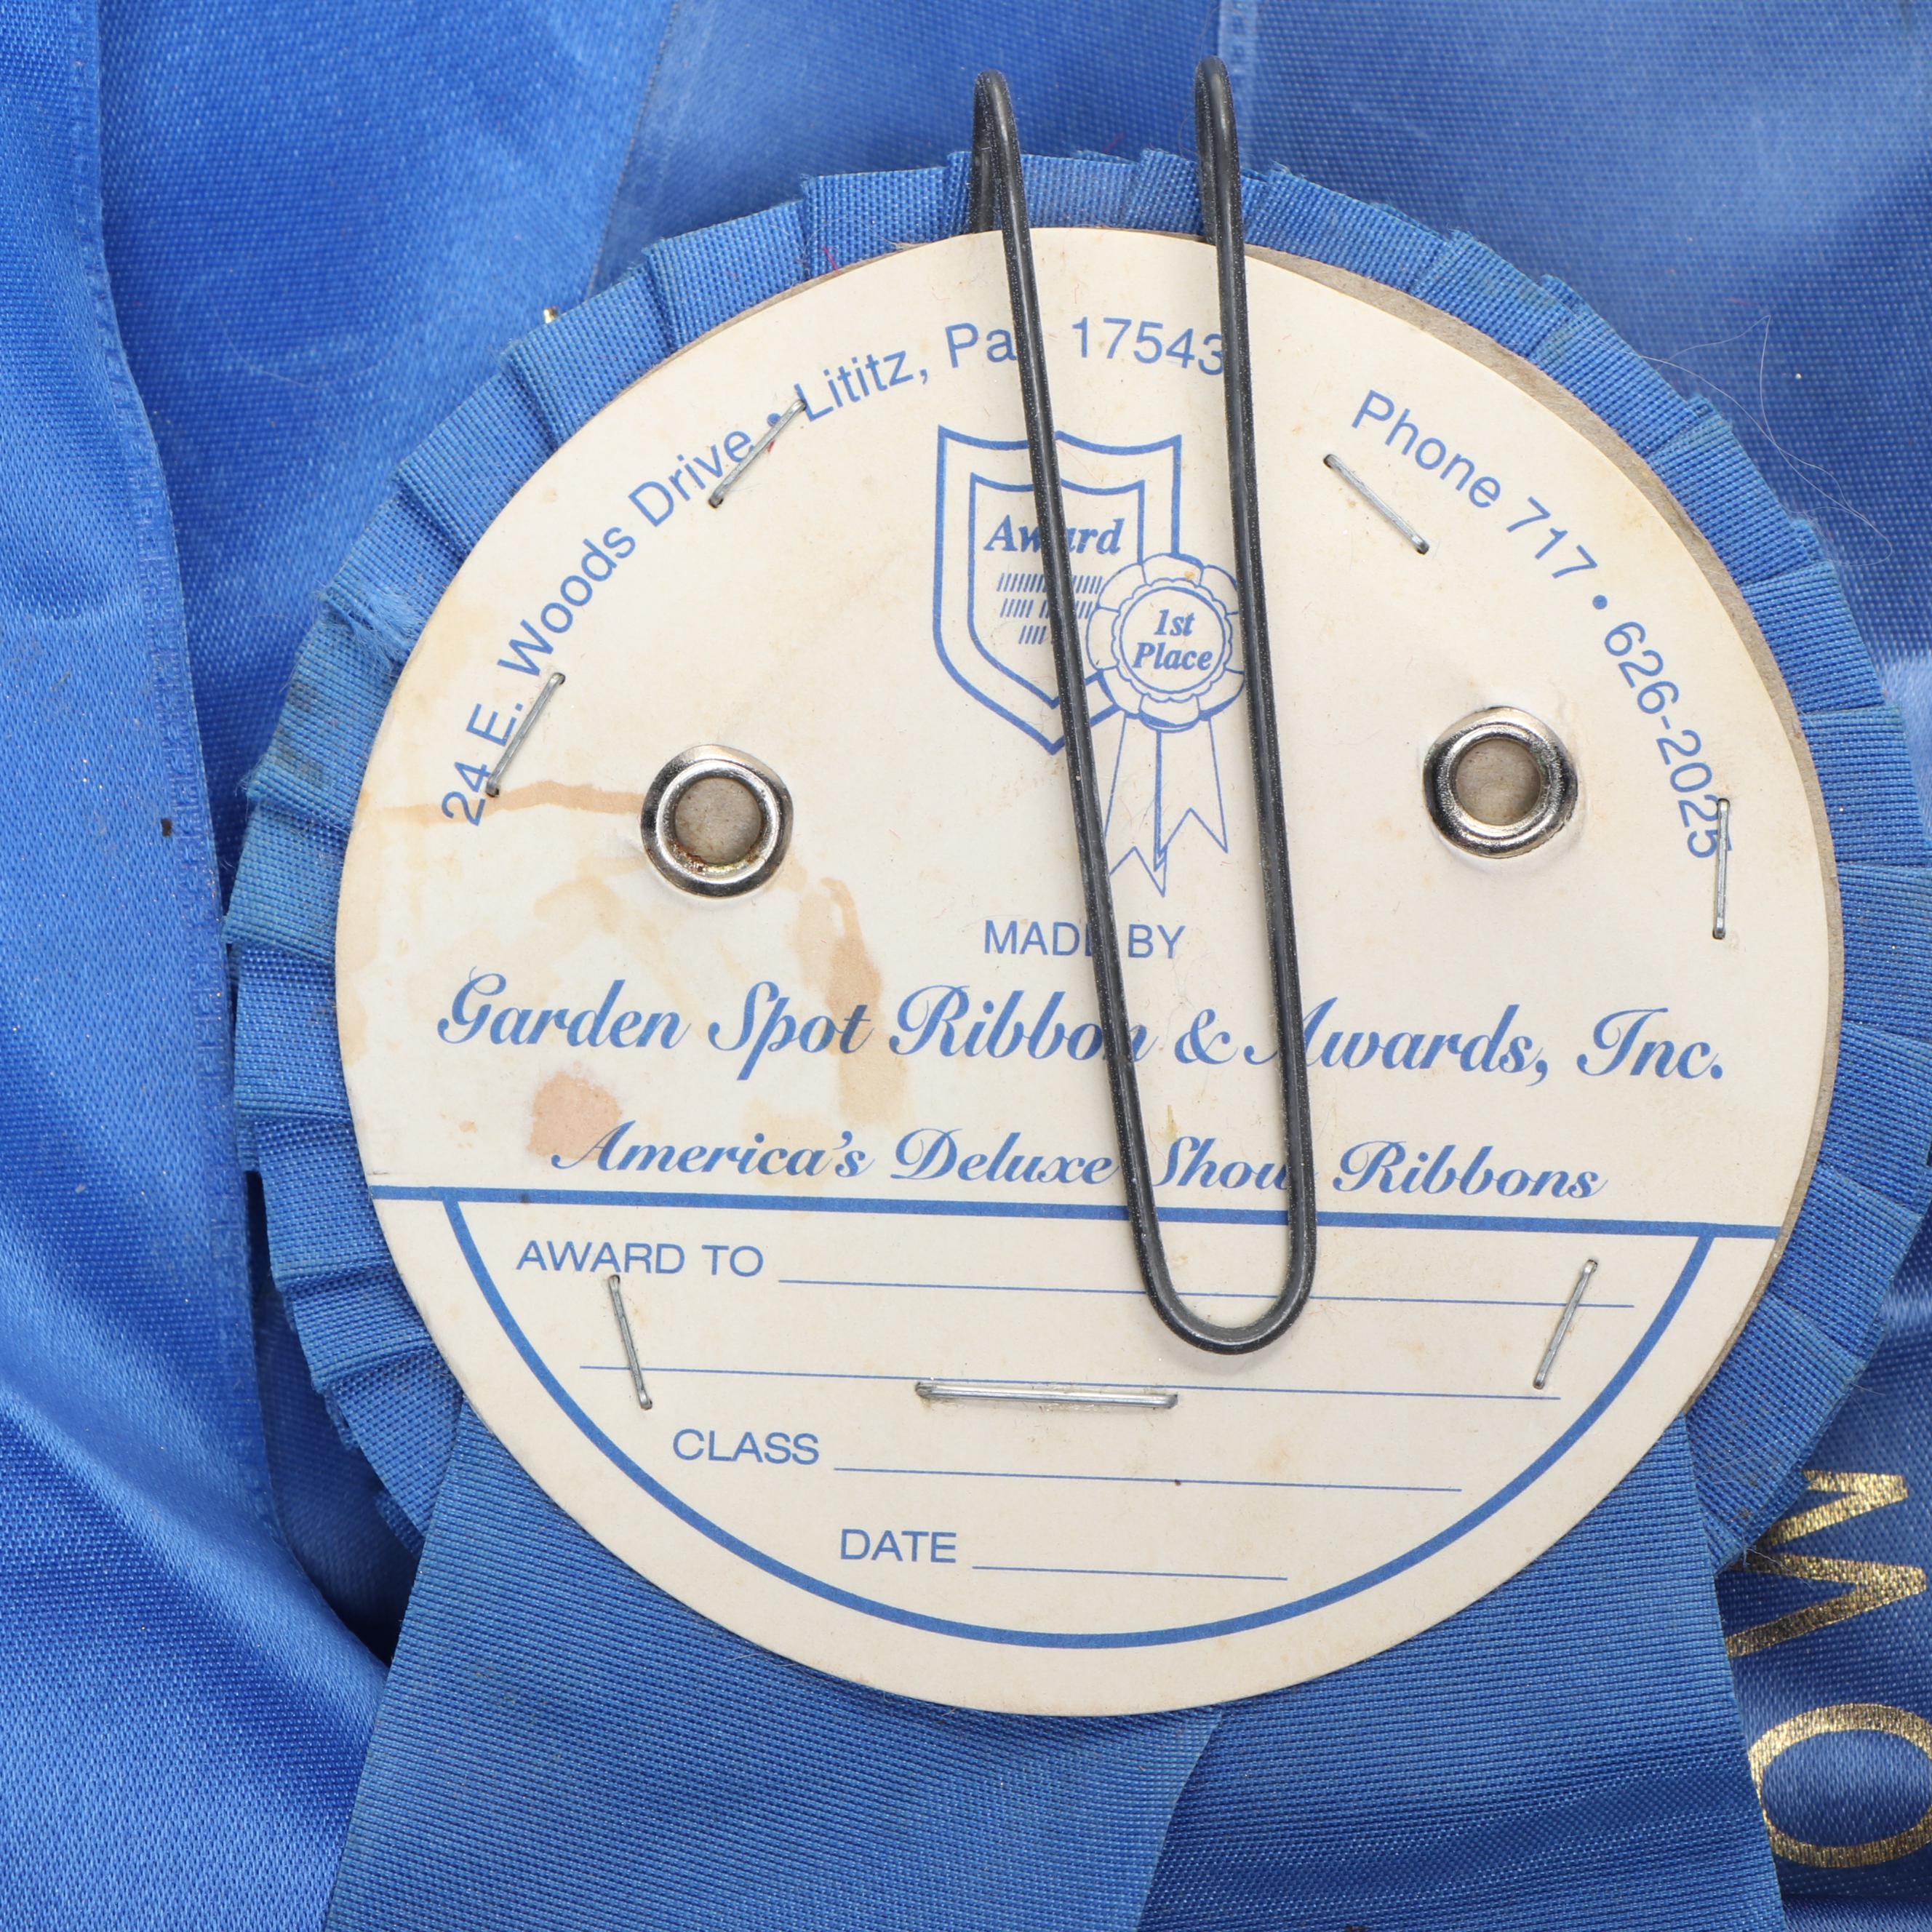 24 E. Woods Drive • Lititz, Pa. 17543
Phone 717 • 626-2025
Award
1st
Place
MADE BY
Garden Spot Ribbon & Awards, Inc.
America's Deluxe Show Ribbons
AWARD TO
CLASS
DATE
OW